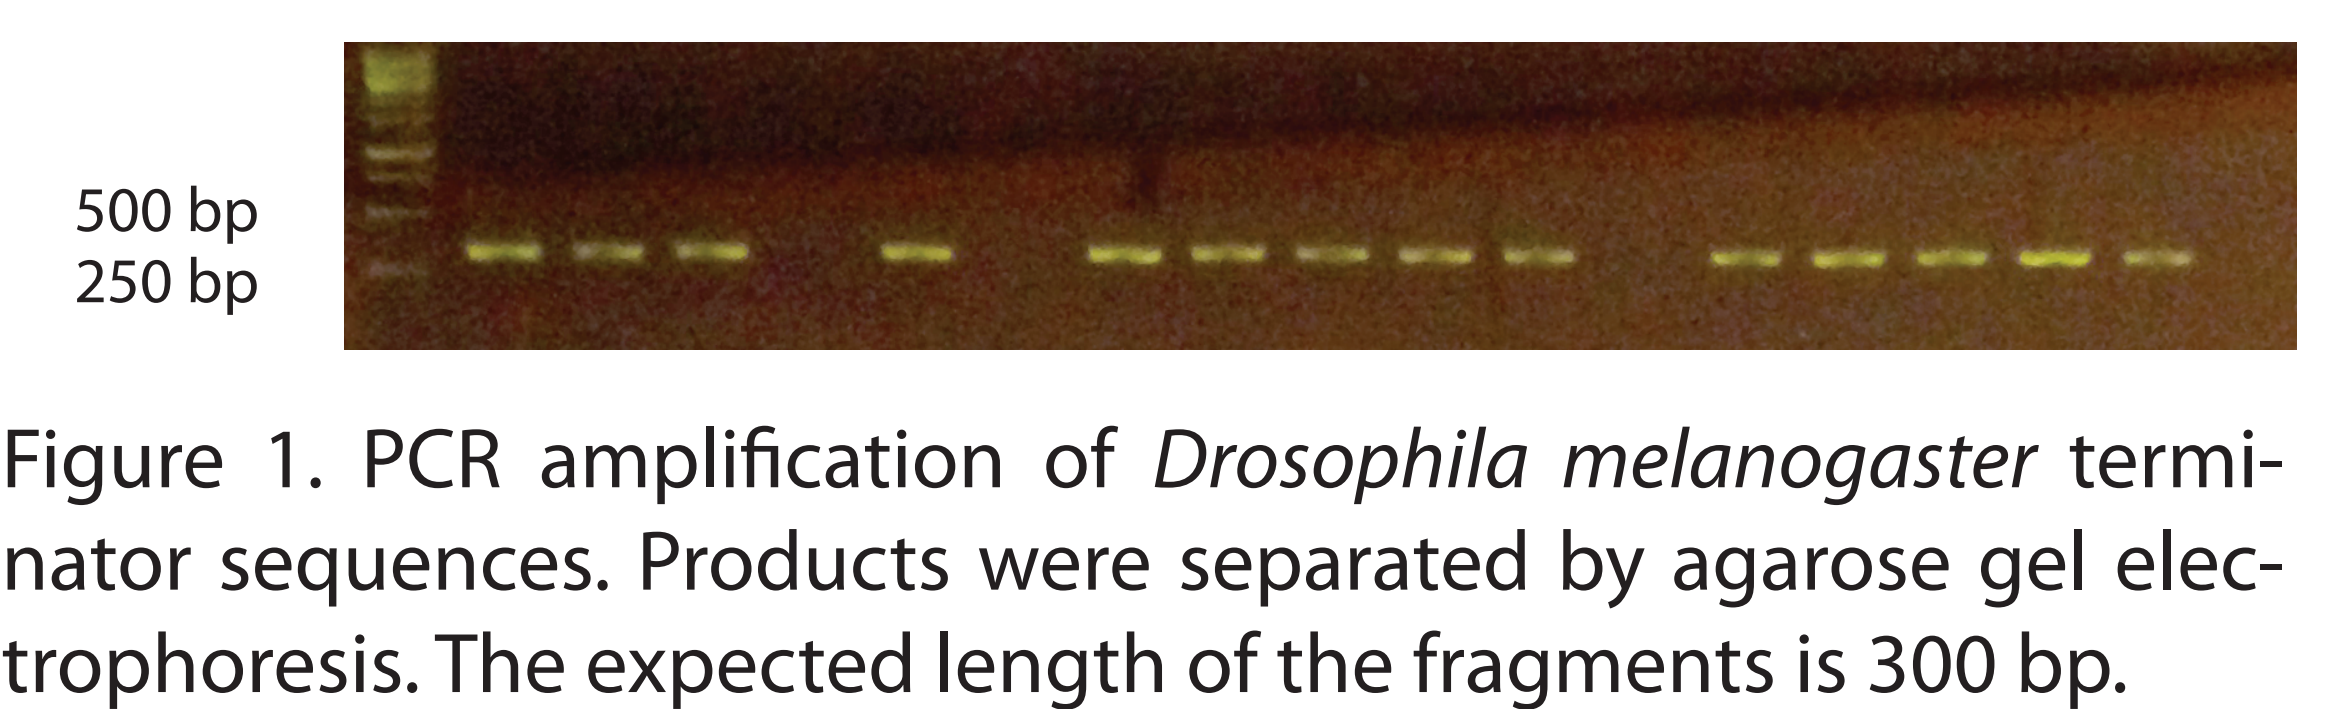 500 bp
250 bp
Figure 1. PCR amplification of Drosophila melanogaster termi-
nator sequences. Products were separated by agarose gel elec-
trophoresis. The expected length of the fragments is 300 bp.